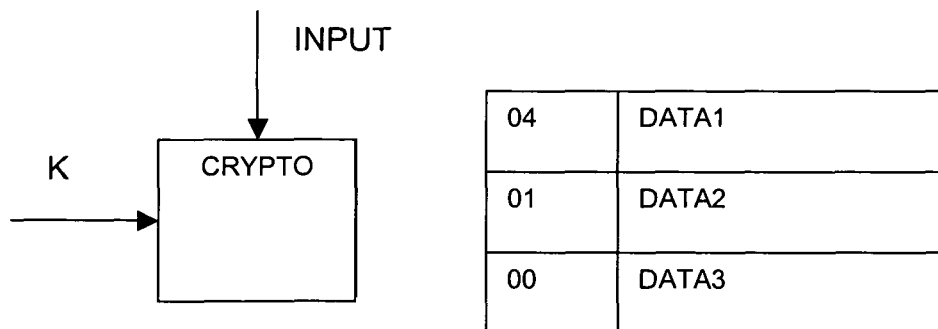 INPUT
K
CRYPTO
04 DATA1
01 DATA2
00 DATA3